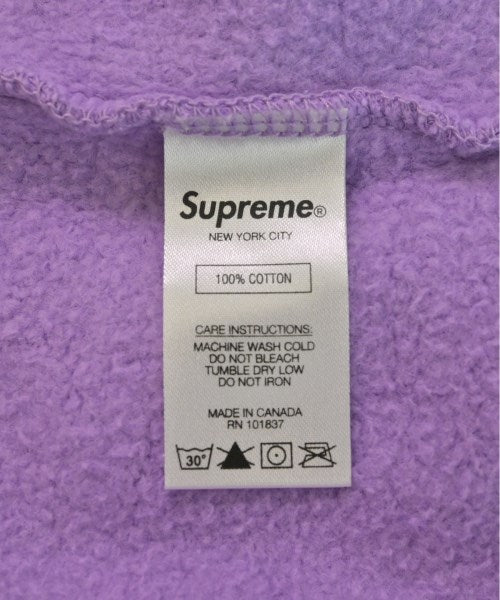 Supreme®
NEW YORK CITY
100% COTTON
CARE INSTRUCTIONS:
MACHINE WASH COLD
DO NOT BLEACH
TUMBLE DRY LOW
DO NOT IRON
MADE IN CANADA
RN 101837
30°